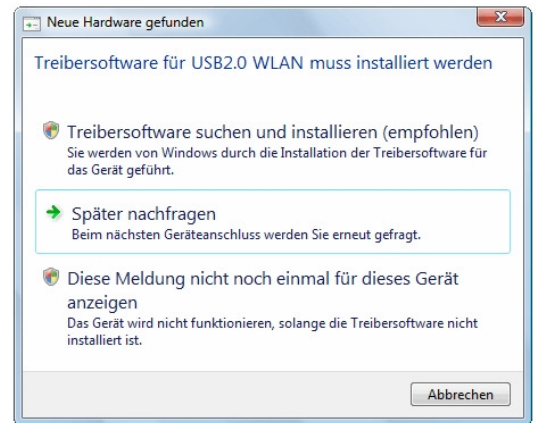 Neue Hardware gefunden
Treibersoftware für USB2.0 WLAN muss installiert werden
Treibersoftware suchen und installieren (empfohlen)
Sie werden von Windows durch die Installation der Treibersoftware für
das Gerät geführt.
Später nachfragen
Beim nächsten Geräteanschluss werden Sie erneut gefragt.
Diese Meldung nicht noch einmal für dieses Gerät
anzeigen
Das Gerät wird nicht funktionieren, solange die Treibersoftware nicht
installiert ist.
Abbrechen